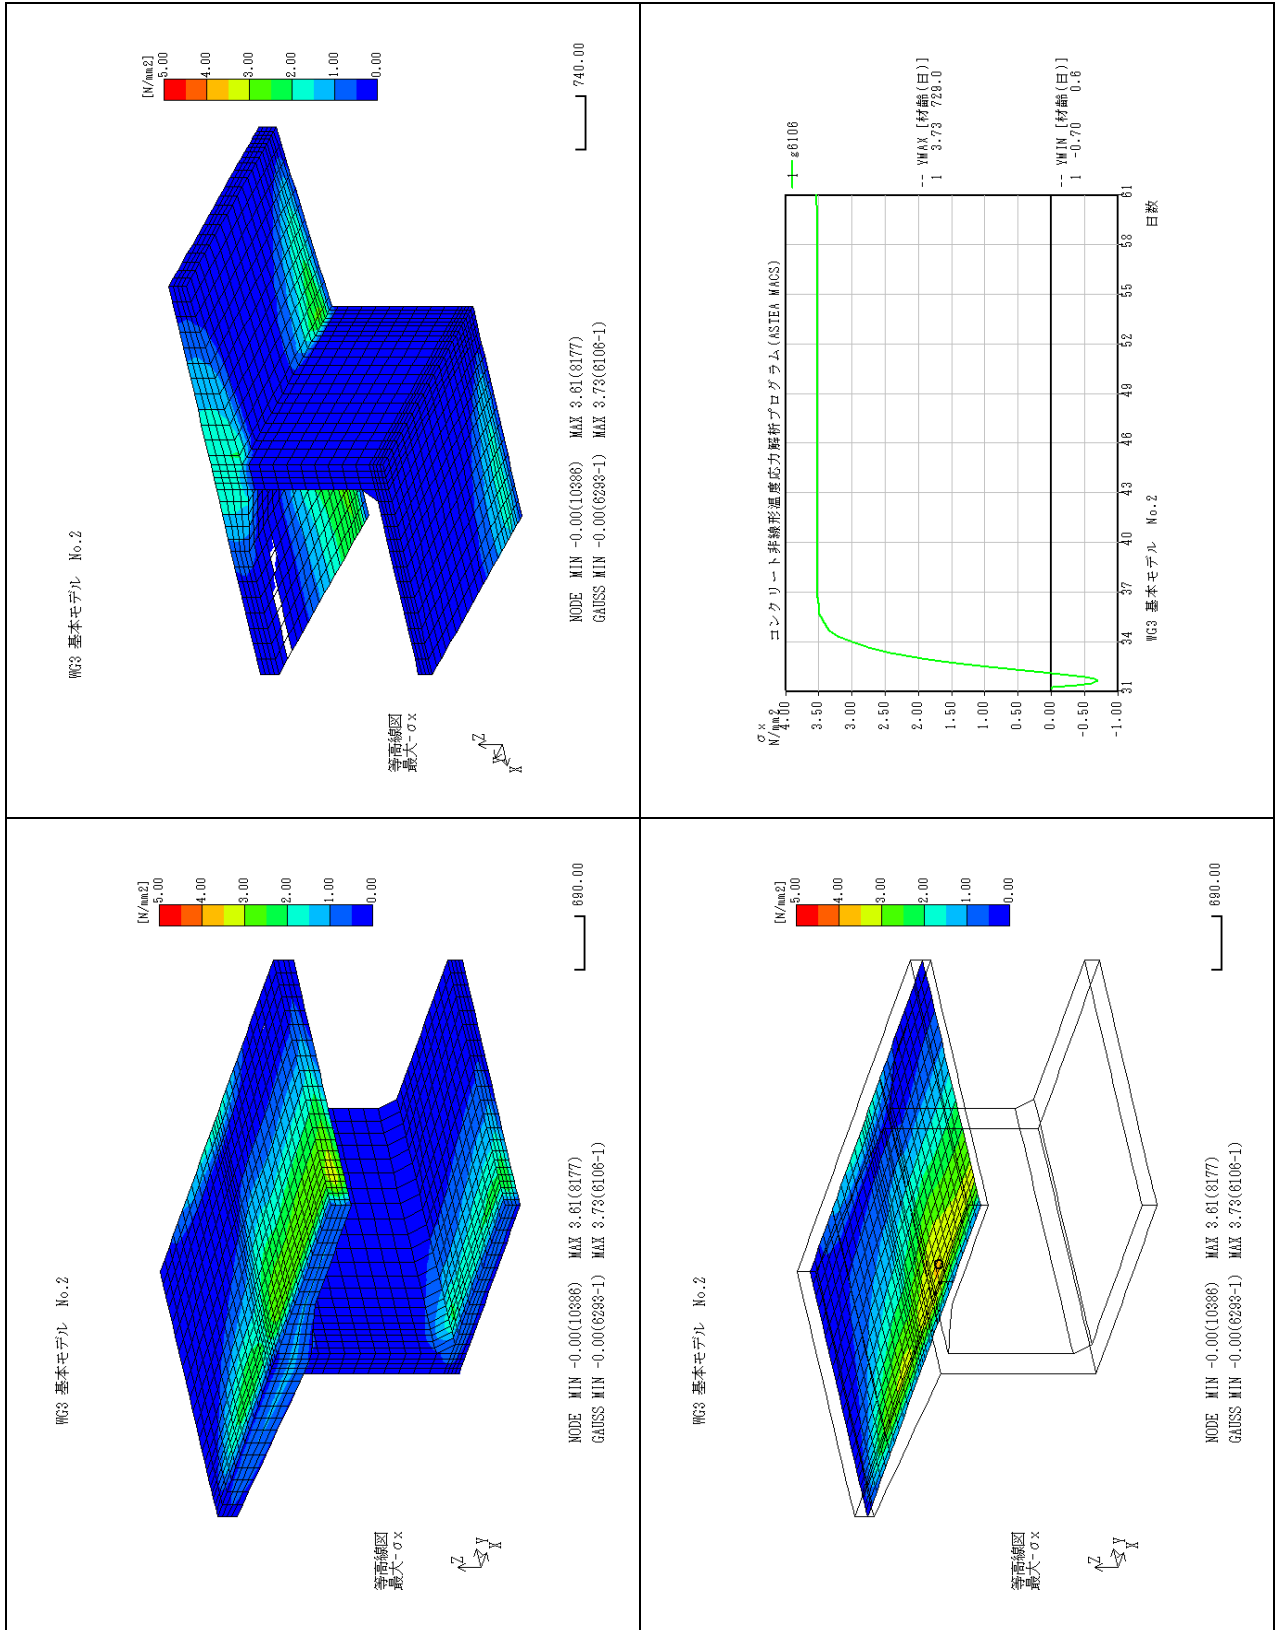 WG3 基本モデル No.2
[N/mm2]
5.00
4.00
3.00
2.00
1.00
0.00
等高線図
最大-σx
Z
Y
X
740.00
NODE MIN -0.00(10386) MAX 3.61(8177)
GAUSS MIN -0.00(6293-1) MAX 3.73(6106-1)
コンクリート非線形温度応力解析プログラム(ASTEA MACS)
σx
N/mm2
4.00
3.50
3.00
2.50
2.00
1.50
1.00
0.50
0.00
-0.50
-1.00
31
34
37
40
43
46
49
52
55
58
61
日数
1 g6106
-- YMAX [材齢(日)]
1 3.73 729.0
-- YMIN [材齢(日)]
1 -0.70 0.6
WG3 基本モデル No.2
WG3 基本モデル No.2
[N/mm2]
5.00
4.00
3.00
2.00
1.00
0.00
等高線図
最大-σx
Z
Y
X
690.00
NODE MIN -0.00(10386) MAX 3.61(8177)
GAUSS MIN -0.00(6293-1) MAX 3.73(6106-1)
WG3 基本モデル No.2
[N/mm2]
5.00
4.00
3.00
2.00
1.00
0.00
等高線図
最大-σx
Z
Y
X
690.00
NODE MIN -0.00(10386) MAX 3.61(8177)
GAUSS MIN -0.00(6293-1) MAX 3.73(6106-1)